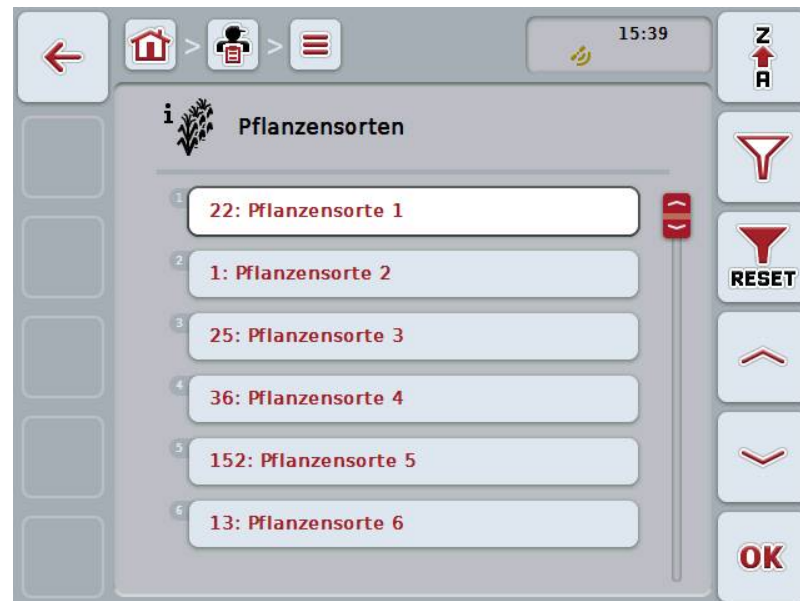 15:39
Z
A
i
Pflanzensorten
1
22: Pflanzensorte 1
2
1: Pflanzensorte 2
RESET
3
25: Pflanzensorte 3
4
36: Pflanzensorte 4
5
152: Pflanzensorte 5
6
13: Pflanzensorte 6
OK